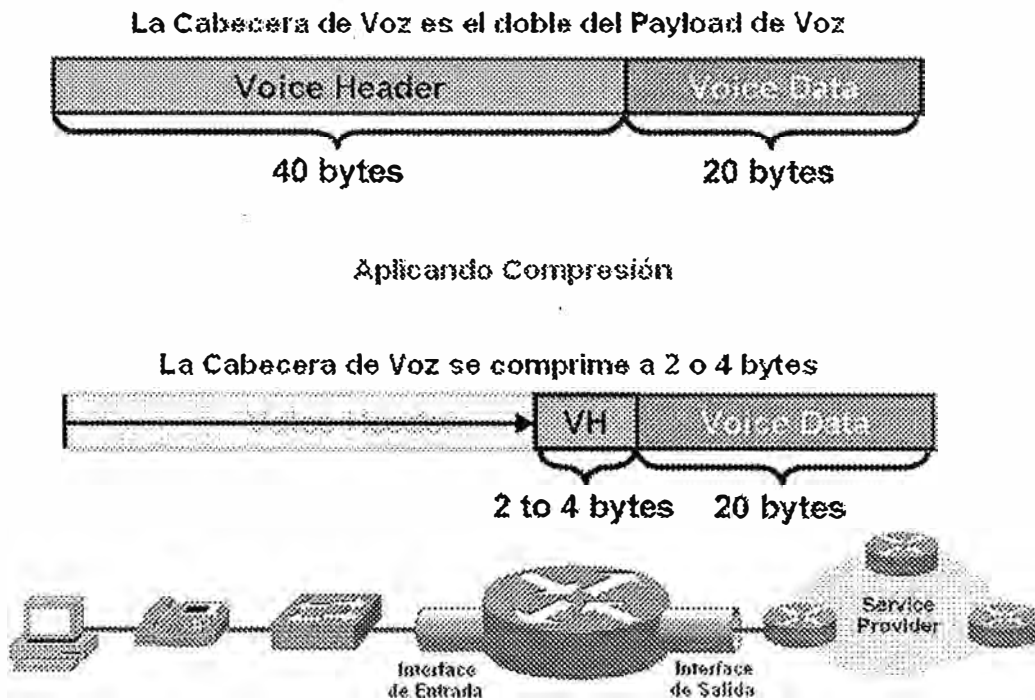 La Cabecera de Voz es el doble del Payload de Voz
Voice Header
Voice Data
40 bytes
20 bytes
Aplicando Compresión
La Cabecera de Voz se comprime a 2 o 4 bytes
VH
Voice Data
2 to 4 bytes
20 bytes
Service
Provider
Interface
de Entrada
Interface
de Salida